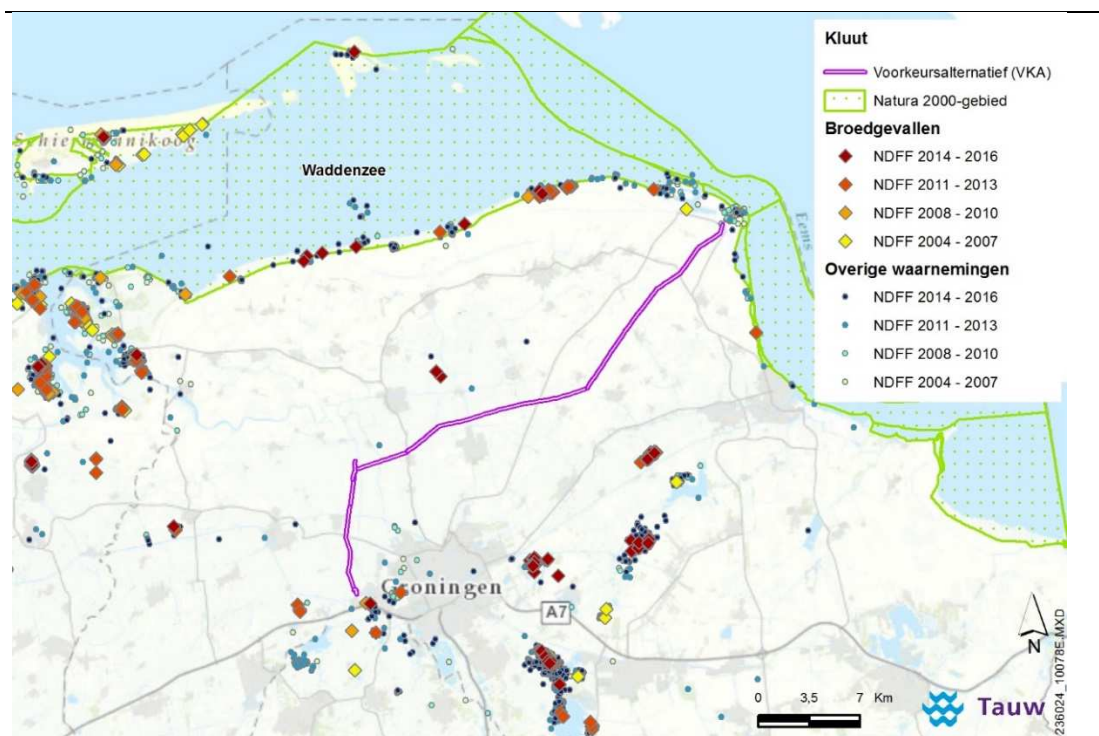 Kluut
Voorkeursalternatief (VKA)
Natura 2000-gebied
Broedgevallen
NDFF 2014 - 2016
NDFF 2011 - 2013
NDFF 2008 - 2010
NDFF 2004 - 2007
Overige waarnemingen
NDFF 2014 - 2016
NDFF 2011 - 2013
NDFF 2008 - 2010
NDFF 2004 - 2007
Waddenzee
Eems
Groningen
A7
N
0 3,5 7 Km
Tauw
236024_10078E.MXD